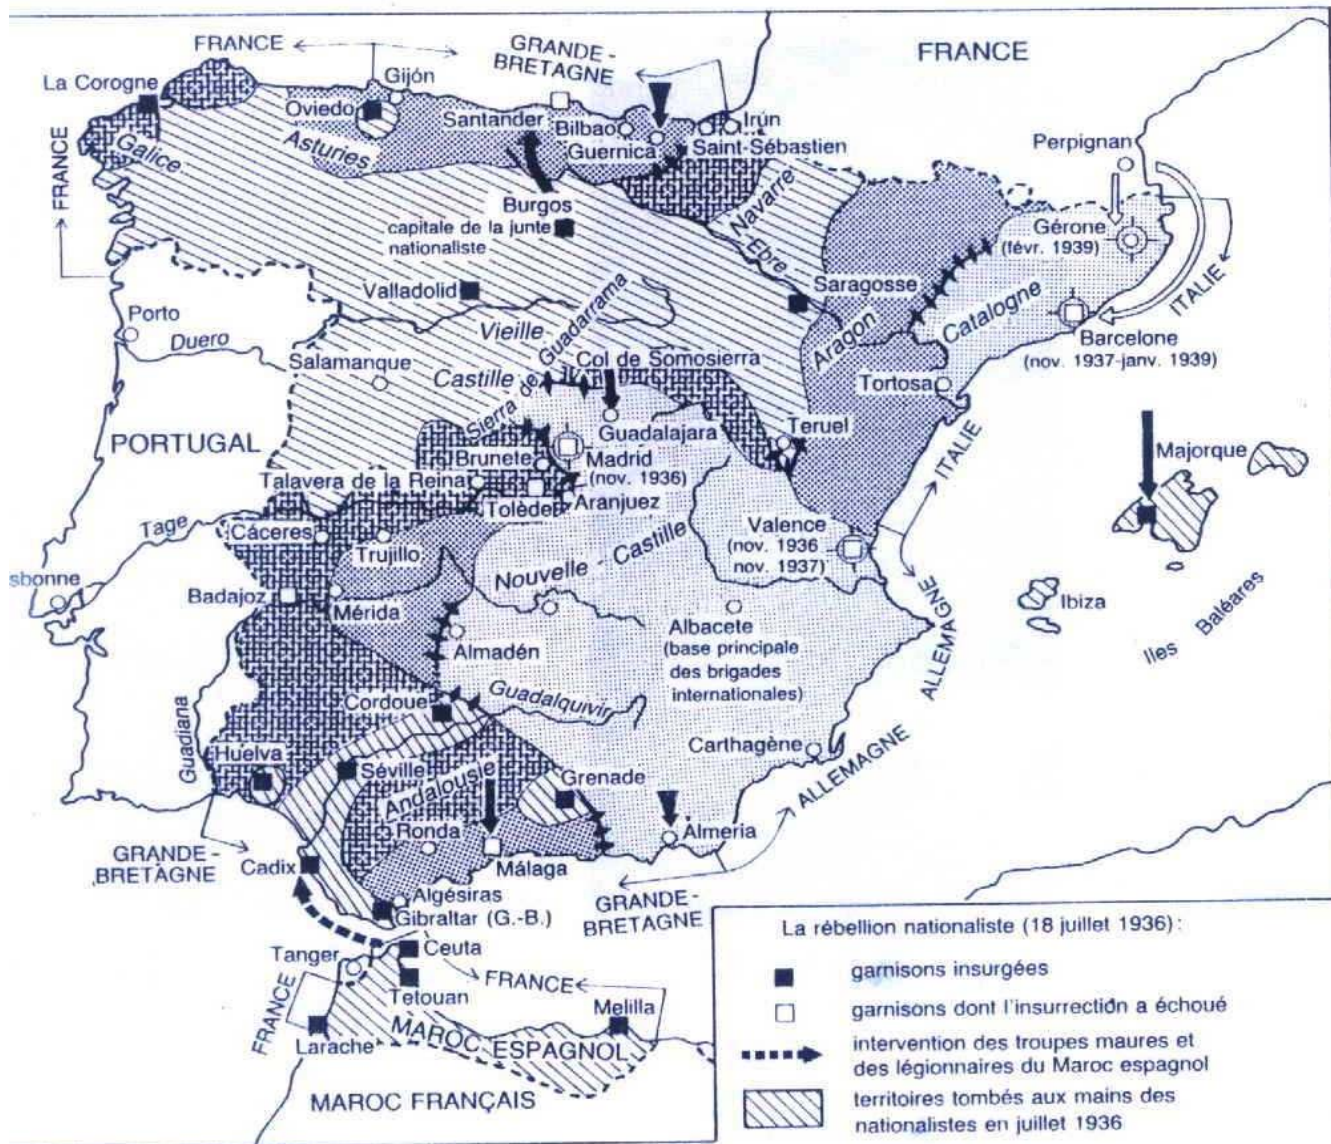 FRANCE
GRANDE-
BRETAGNE
FRANCE
La Corogne
Gijón
Oviedo
Santander
Bilbao
Irún
Guernica
Saint-Sébastien
Perpignan
Galice
Asturies
FRANCE
Burgos
capitale de la junte
nationaliste
Navarre
Ebre
Gérone
(févr. 1939)
ITALIE
Valladolid
Saragosse
Catalogne
Aragon
Barcelone
(nov. 1937-janv. 1939)
Porto
Duero
Vieille
Castille
Sierra de Guadarrama
Col de Somosierra
Salamanque
Tortosa
PORTUGAL
Guadalajara
Teruel
ITALIE
Majorque
Brunete
Madrid
(nov. 1936)
Talavera de la Reina
Tolède
Aranjuez
Tage
Cáceres
Trujillo
Valence
(nov. 1936
nov. 1937)
Nouvelle - Castille
sbonne
Badajoz
Mérida
Albacete
(base principale
des brigades
internationales)
ALLEMAGNE
Ibiza
Iles Baléares
Almadén
Guadiana
Cordoue
Guadalquivir
Carthagène
ALLEMAGNE
Huelva
Séville
Andalousie
Grenade
Ronda
Almeria
GRANDE-
BRETAGNE
Cadix
Málaga
Algésiras
Gibraltar (G.-B.)
GRANDE-
BRETAGNE
Tanger
Ceuta
FRANCE
FRANCE
Tetouan
Melilla
Larache
MAROC ESPAGNOL
MAROC FRANÇAIS
La rébellion nationaliste (18 juillet 1936) :
garnisons insurgées
garnisons dont l'insurrection a échoué
intervention des troupes maures et
des légionnaires du Maroc espagnol
territoires tombés aux mains des
nationalistes en juillet 1936